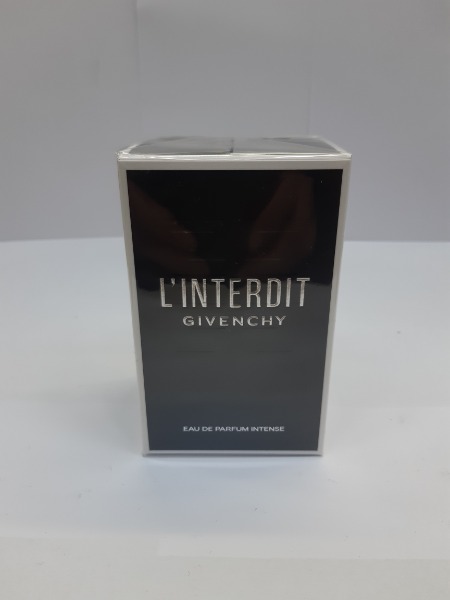 L'INTERDIT
GIVENCHY
EAU DE PARFUM INTENSE